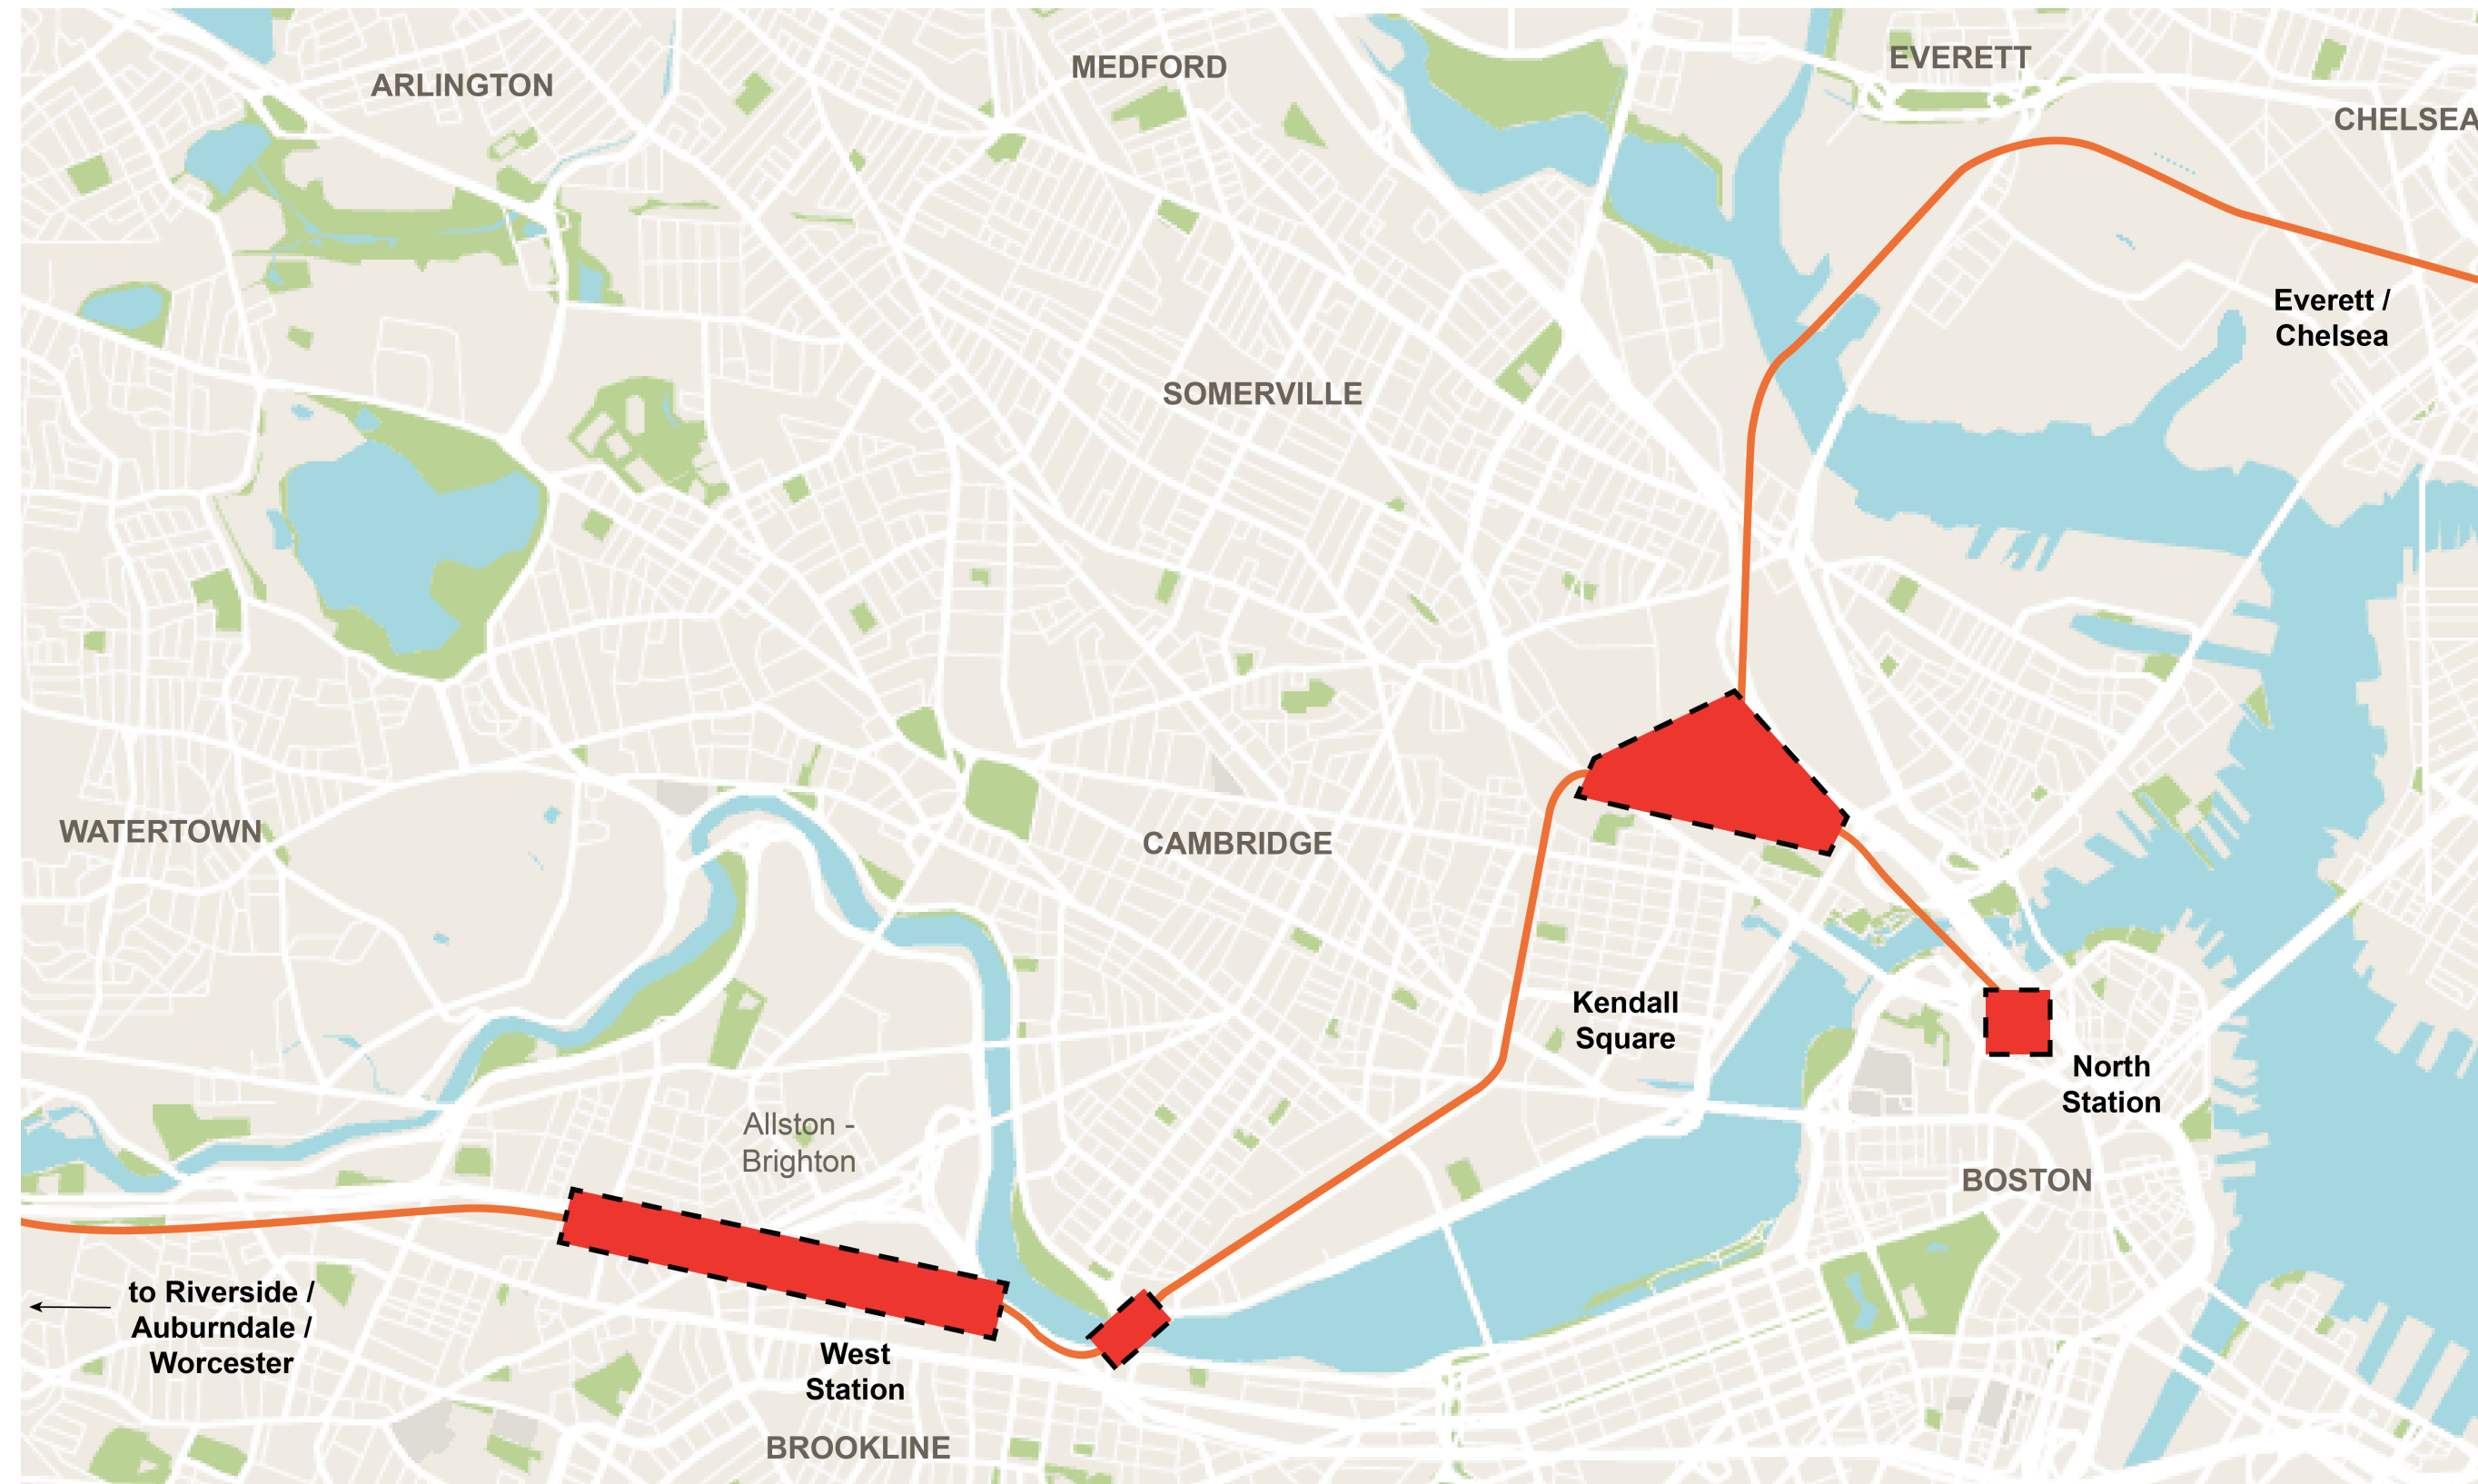 ARLINGTON
MEDFORD
EVERETT
CHELSEA
Everett /
Chelsea
SOMERVILLE
WATERTOWN
CAMBRIDGE
Kendall
Square
North
Station
Allston -
Brighton
BOSTON
to Riverside /
Auburndale /
Worcester
West
Station
BROOKLINE